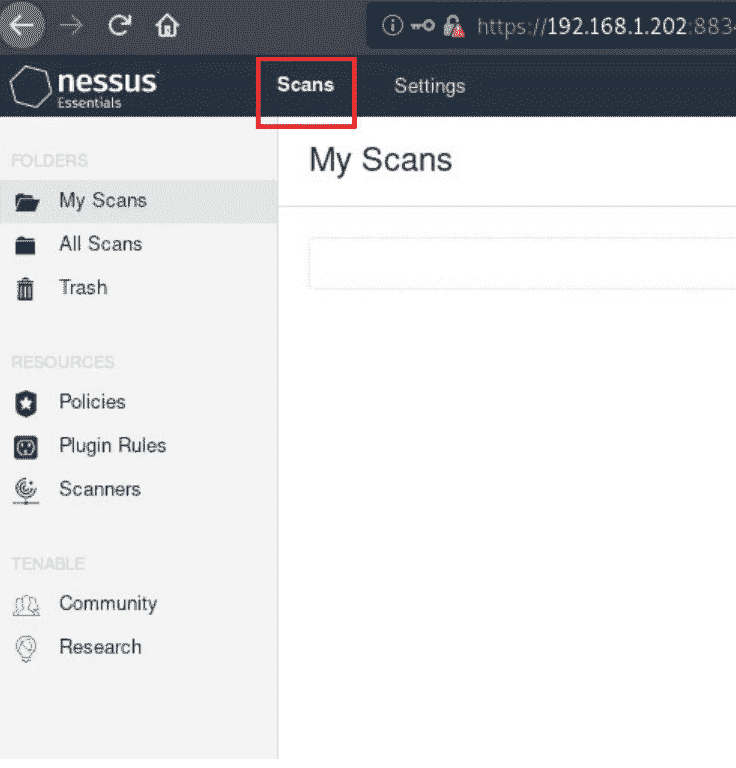 https://192.168.1.202:883
nessus
Essentials
Scans
Settings
FOLDERS
My Scans
My Scans
All Scans
Trash
RESOURCES
Policies
Plugin Rules
Scanners
TENABLE
Community
Research